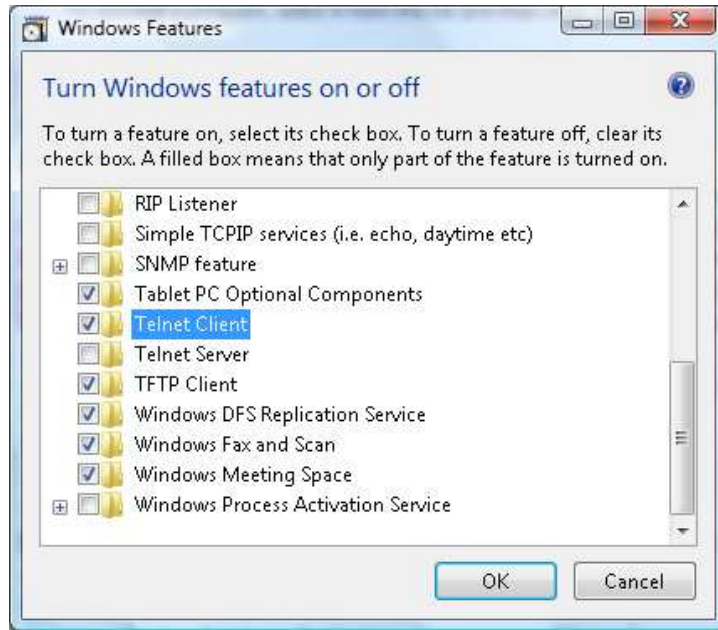 Windows Features
Turn Windows features on or off
To turn a feature on, select its check box. To turn a feature off, clear its
check box. A filled box means that only part of the feature is turned on.
RIP Listener
Simple TCPIP services (i.e. echo, daytime etc)
SNMP feature
Tablet PC Optional Components
Telnet Client
Telnet Server
TFTP Client
Windows DFS Replication Service
Windows Fax and Scan
Windows Meeting Space
Windows Process Activation Service
OK
Cancel